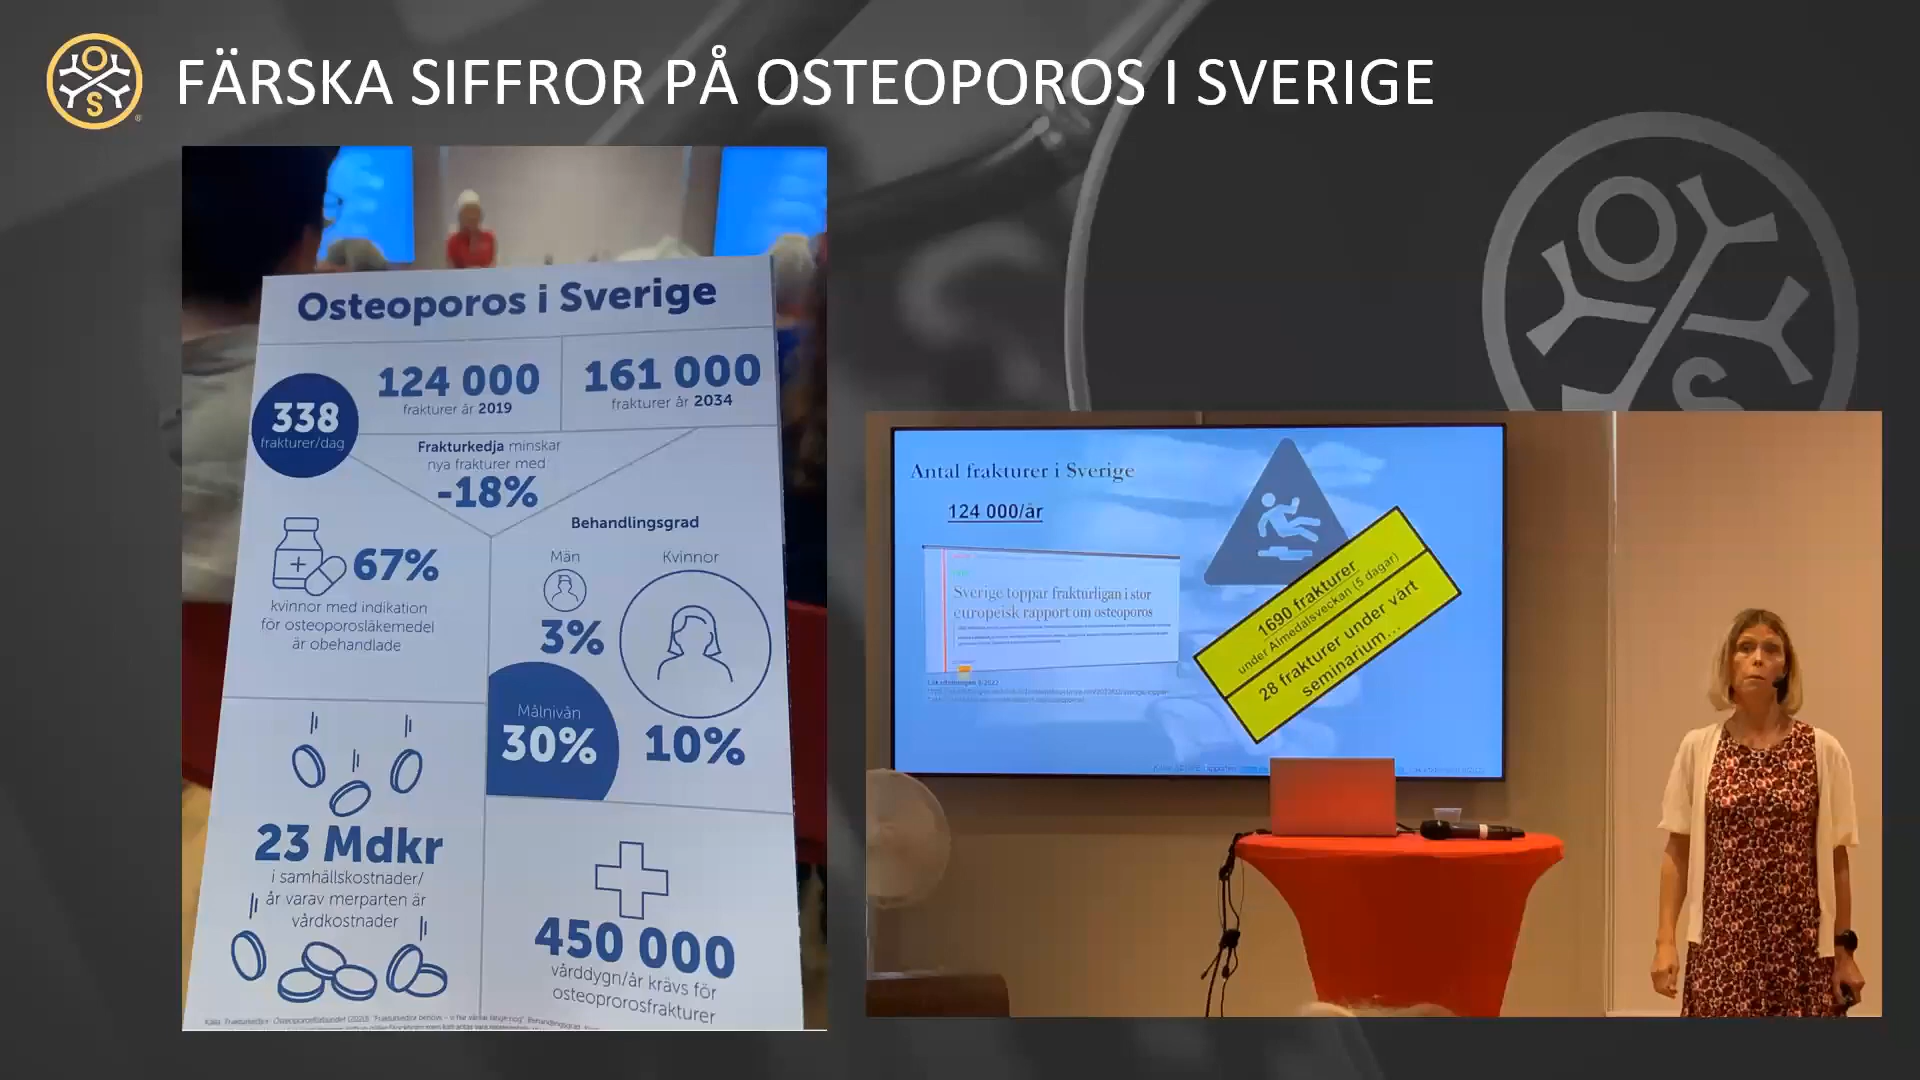 FÄRSKA SIFFROR PÅ OSTEOPOROS I SVERIGE
Osteoporos i Sverige
338
frakturer/dag
124 000
frakturer år 2019
161 000
frakturer år 2034
Frakturkedja minskar
nya frakturer med
-18%
67%
kvinnor med indikation
för osteoporosläkemedel
är obehandlade
Behandlingsgrad
Män
3%
Kvinnor
10%
Målnivån
30%
23 Mdkr
i samhällskostnader/
år varav merparten är
vårdkostnader
450 000
vårddygn/år krävs för
osteoprorosfrakturer
Antal frakturer i Sverige
124 000/år
Sverige toppar frakturligan i stor
europeisk rapport om osteoporos
1690 frakturer
under Almedalsveckan (5 dagar)
28 frakturer under vårt
seminarium...
O
S
O
S